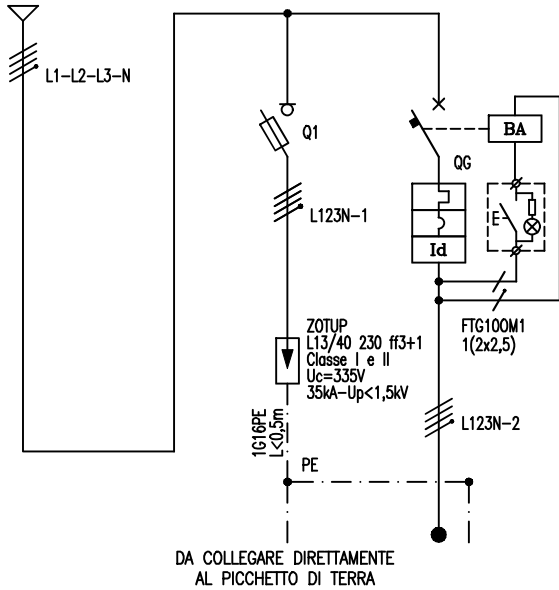 L1-L2-L3-N
Q1
BA
QG
E
L123N-1
Id
ZOTUP
L13/40 230 ff3+1
Classe I e II
Uc=335V
35kA-Up<1,5kV
FTG10OM1
1(2x2,5)
1G16PE
L<0,5m
L123N-2
PE
DA COLLEGARE DIRETTAMENTE
AL PICCHETTO DI TERRA